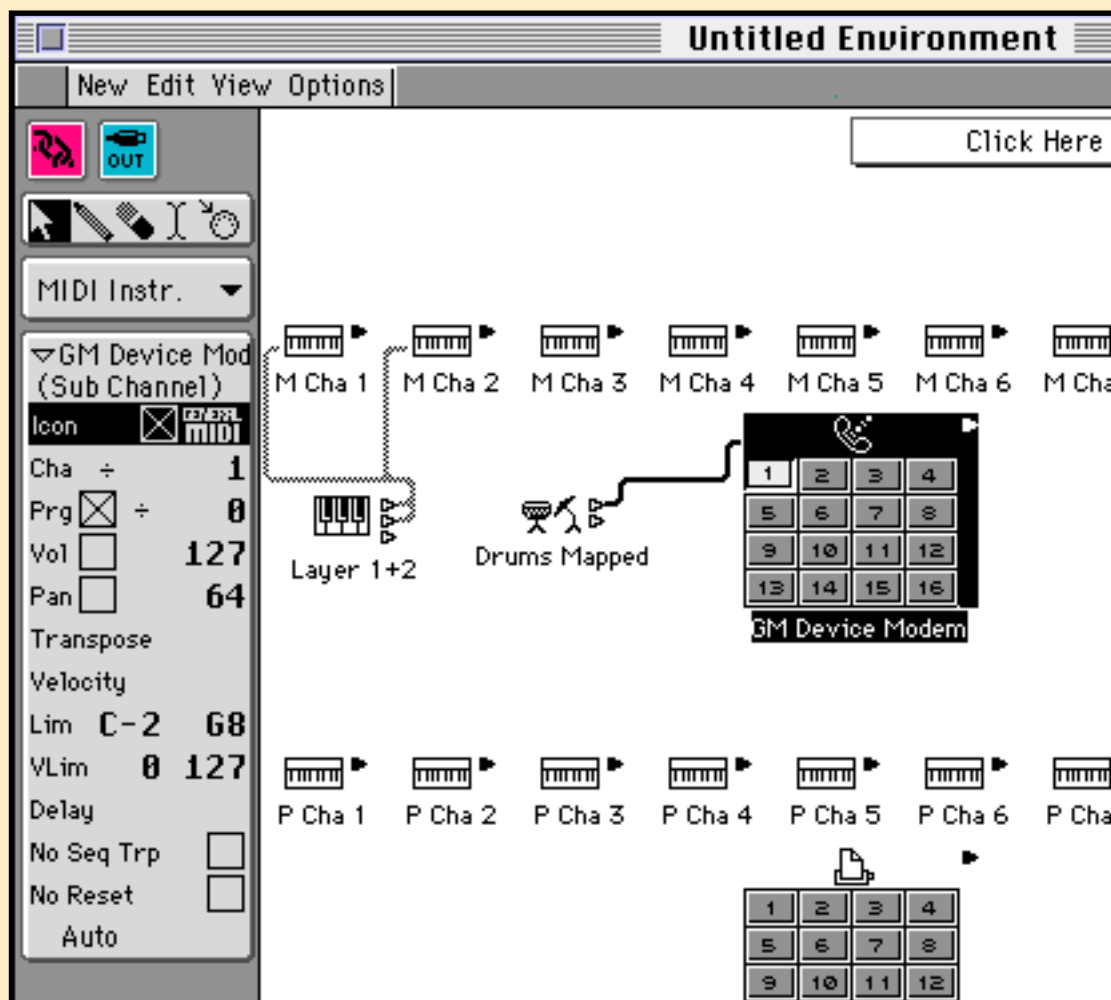 Untitled Environment
New Edit View Options
OUT
Click Here
MIDI Instr.
GM Device Mod
(Sub Channel)
Icon GENERAL MIDI
Cha ÷ 1
Prg ÷ 0
Vol 127
Pan 64
Transpose
Velocity
Lim C-2 G8
VLim 0 127
Delay
No Seq Trp
No Reset
Auto
M Cha 1 M Cha 2 M Cha 3 M Cha 4 M Cha 5 M Cha 6 M Cha
Layer 1+2
Drums Mapped
1 2 3 4
5 6 7 8
9 10 11 12
13 14 15 16
GM Device Modem
P Cha 1 P Cha 2 P Cha 3 P Cha 4 P Cha 5 P Cha 6 P Cha
1 2 3 4
5 6 7 8
9 10 11 12